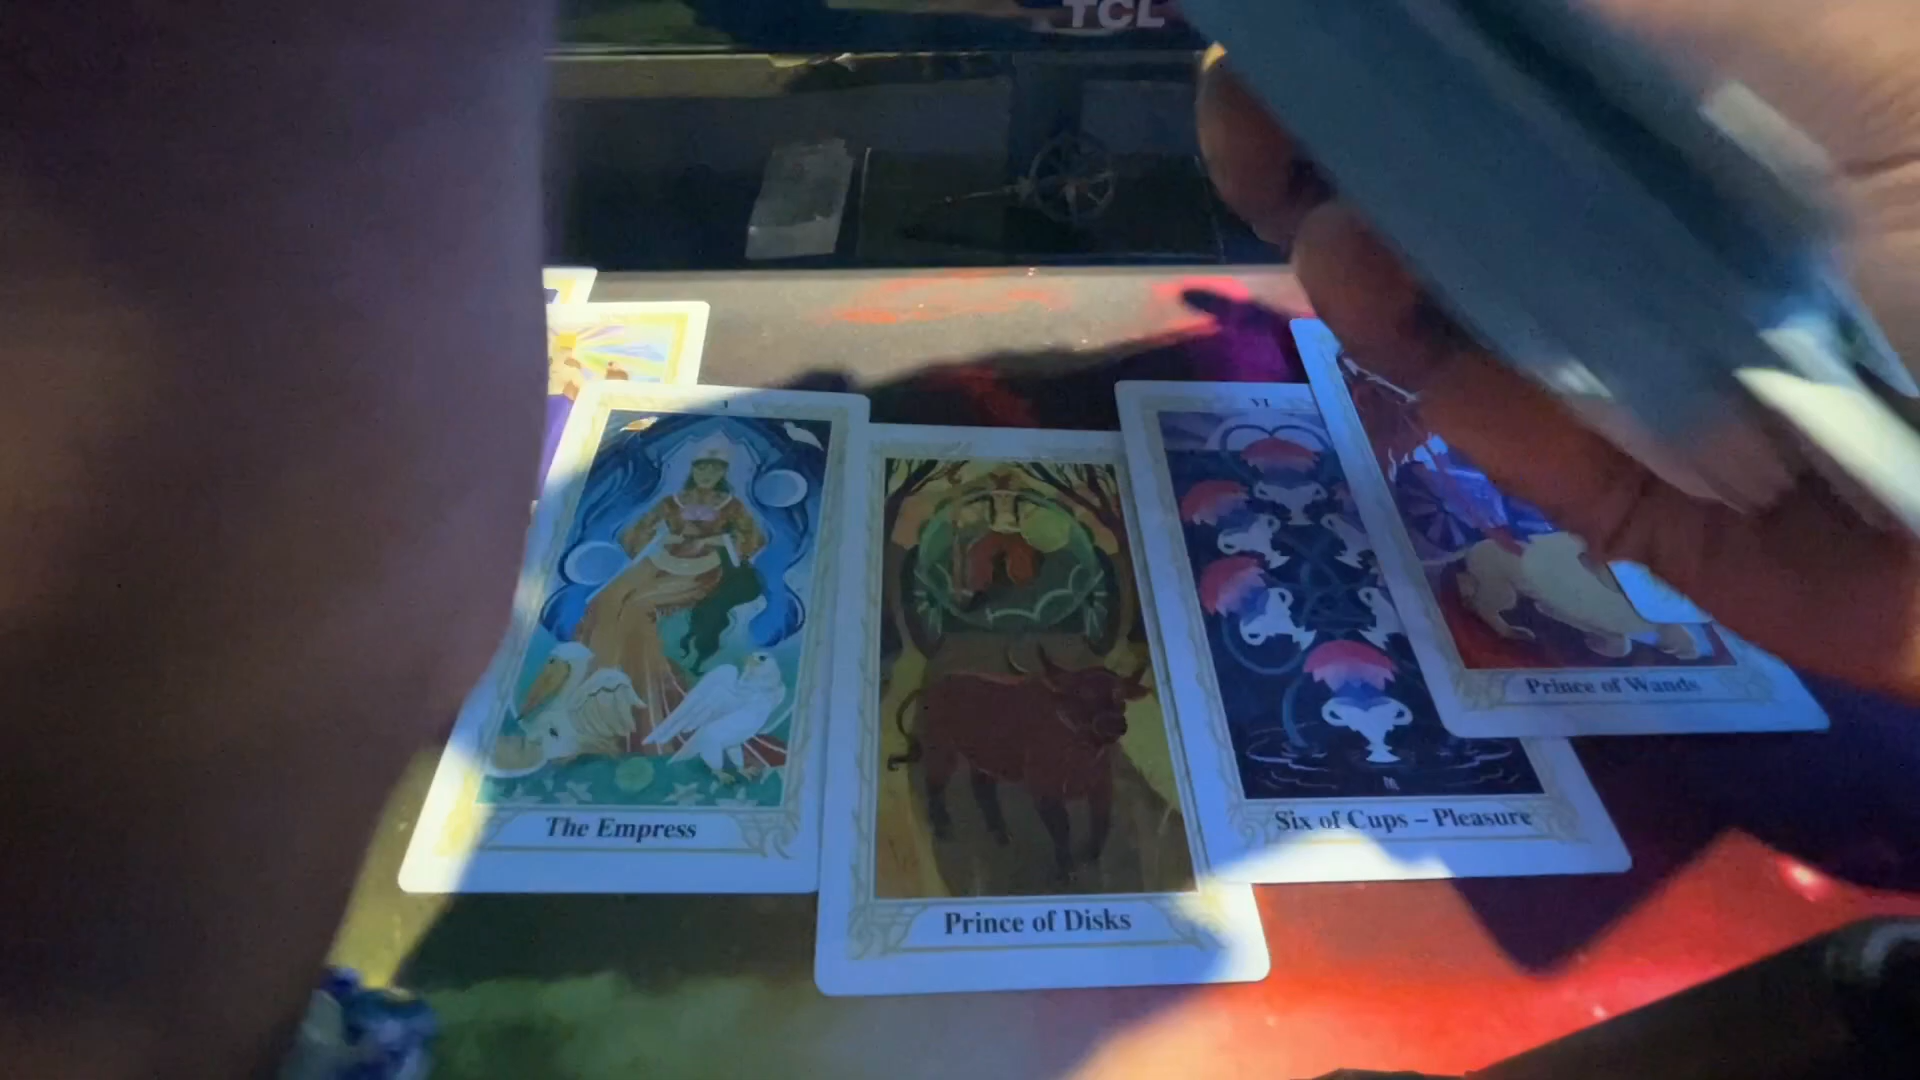 TCL
VI
The Empress
Prince of Disks
Six of Cups – Pleasure
Prince of Wands